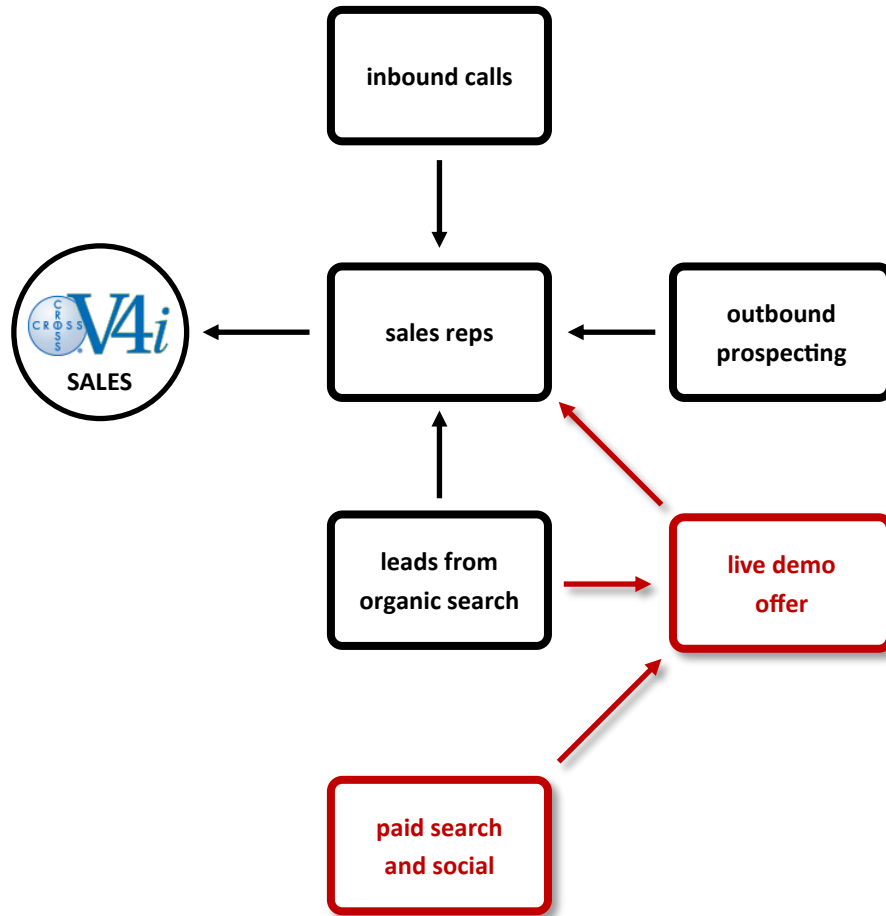 inbound calls
CROSS
CROSS
V4i
SALES
sales reps
outbound
prospecting
leads from
organic search
live demo
offer
paid search
and social